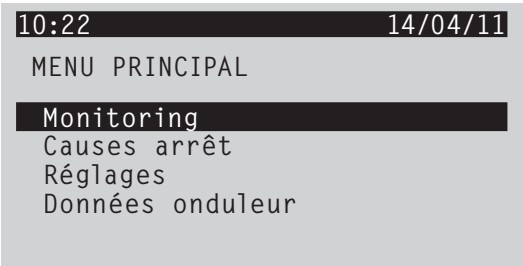 10:22 14/04/11
MENU PRINCIPAL
Monitoring
Causes arrêt
Réglages
Données onduleur